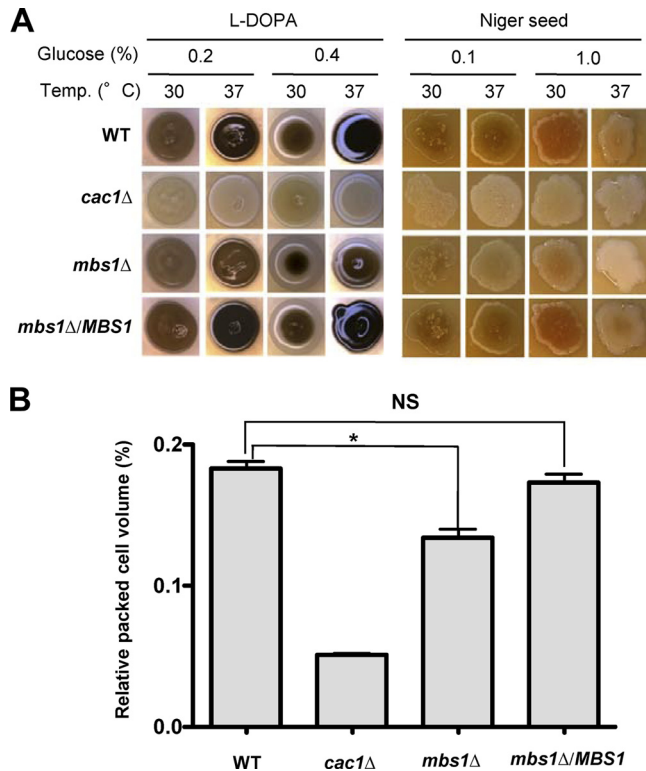 A
L-DOPA Niger seed
Glucose (%) 0.2 0.4 0.1 1.0
Temp. (° C) 30 37 30 37 30 37 30 37
WT
cac1Δ
mbs1Δ
mbs1Δ/MBS1
B
NS
*
0.2
0.1
0.0
Relative packed cell volume (%)
WT cac1Δ mbs1Δ mbs1Δ/MBS1